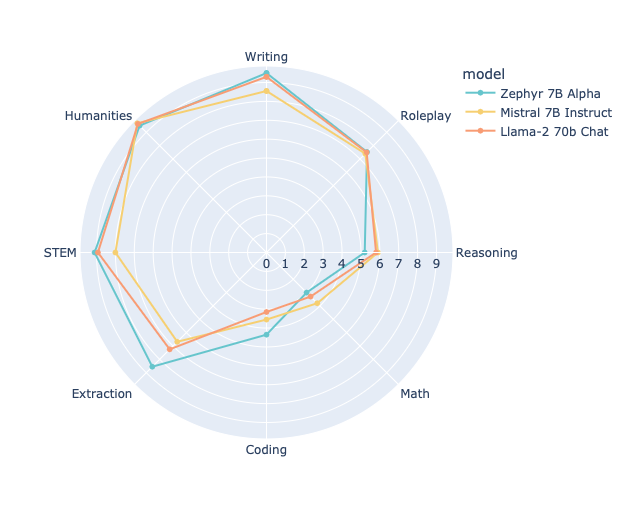 Writing
model
Zephyr 7B Alpha
Humanities
Roleplay
Mistral 7B Instruct
Llama-2 70b Chat
STEM
Reasoning
0 1 2 3 4 5 6 7 8 9
Extraction
Math
Coding